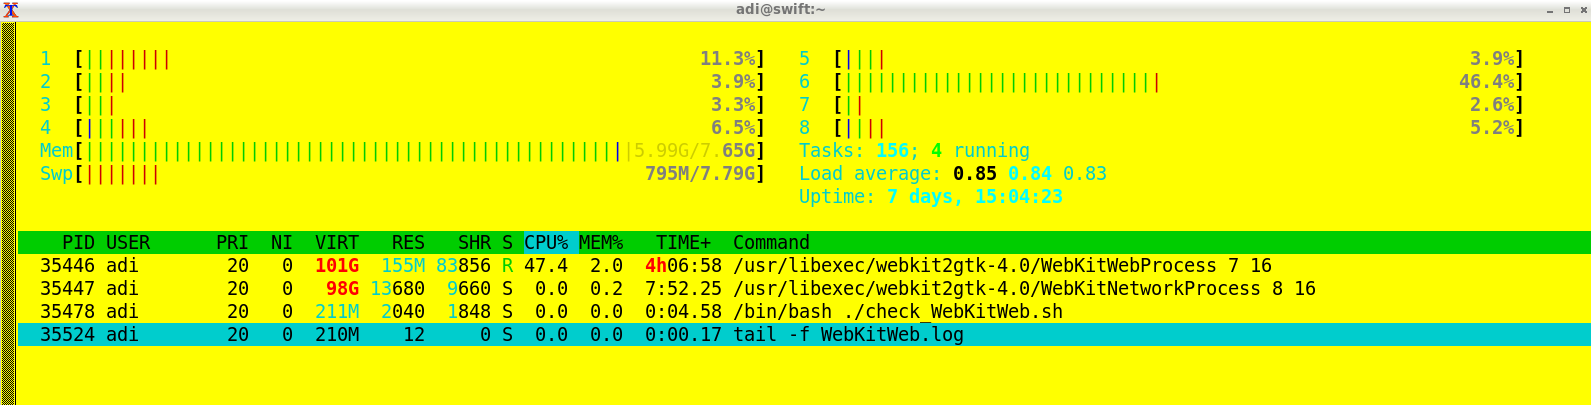 adi@swift:~
1 [||||||||11.3%] 5 [||||3.9%]
2 [||||3.9%] 6 [|||||||||||||||||||||||||||||46.4%]
3 [|||3.3%] 7 [||2.6%]
4 [||||||6.5%] 8 [||||5.2%]
Mem[||||||||||||||||||||||||||||||||||||||||||||||||||5.99G/7.65G] Tasks: 156; 4 running
Swp[|||||||795M/7.79G] Load average: 0.85 0.84 0.83
Uptime: 7 days, 15:04:23
PID USER PRI NI VIRT RES SHR S CPU% MEM% TIME+ Command
35446 adi 20 0 101G 155M 83856 R 47.4 2.0 4h06:58 /usr/libexec/webkit2gtk-4.0/WebKitWebProcess 7 16
35447 adi 20 0 98G 13680 9660 S 0.0 0.2 7:52.25 /usr/libexec/webkit2gtk-4.0/WebKitNetworkProcess 8 16
35478 adi 20 0 211M 2040 1848 S 0.0 0.0 0:04.58 /bin/bash ./check_WebKitWeb.sh
35524 adi 20 0 210M 12 0 S 0.0 0.0 0:00.17 tail -f WebKitWeb.log